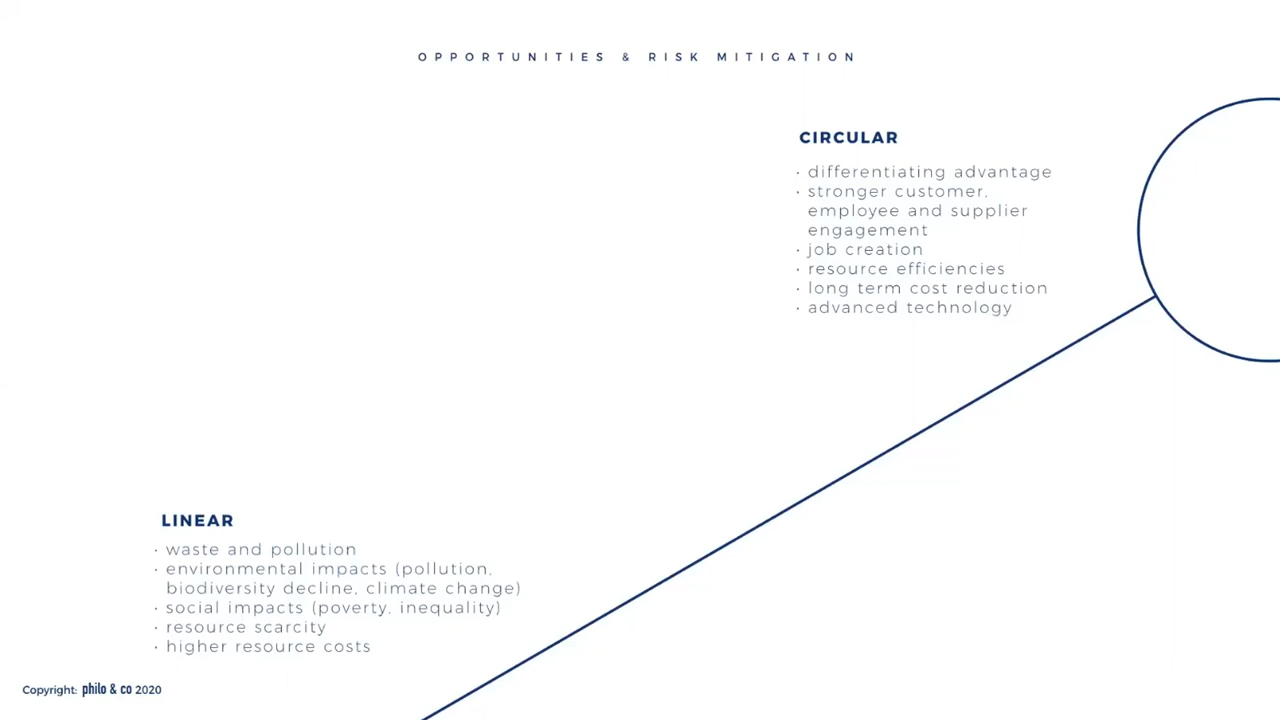 OPPORTUNITIES & RISK MITIGATION
CIRCULAR
• differentiating advantage
• stronger customer,
employee and supplier
engagement
• job creation
• resource efficiencies
• long term cost reduction
• advanced technology
LINEAR
• waste and pollution
• environmental impacts (pollution,
biodiversity decline, climate change)
• social impacts (poverty, inequality)
• resource scarcity
• higher resource costs
Copyright: philo & co 2020